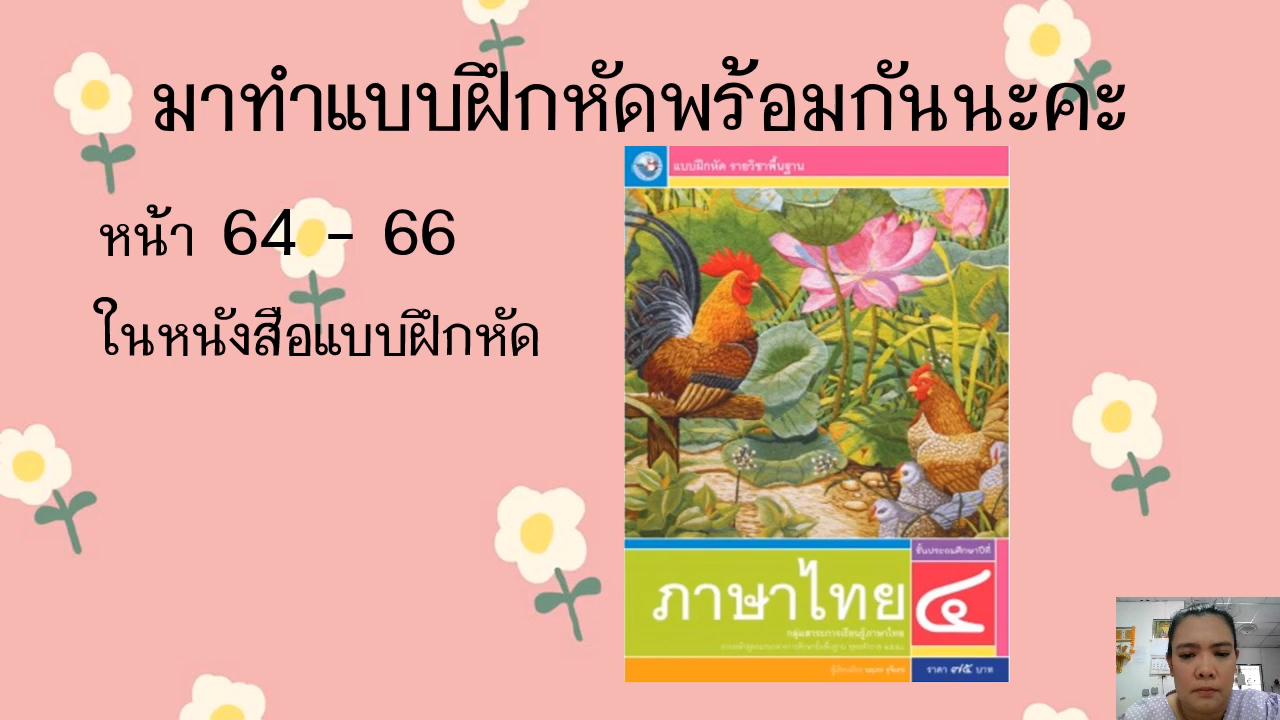 มาทำแบบฝึกหัดพร้อมกันนะคะ
หน้า 64 - 66
ในหนังสือแบบฝึกหัด
แบบฝึกหัด รายวิชาพื้นฐาน
ชั้นประถมศึกษาปีที่
ภาษาไทย ๔
กลุ่มสาระการเรียนรู้ภาษาไทย
ราคา ๗๕ บาท